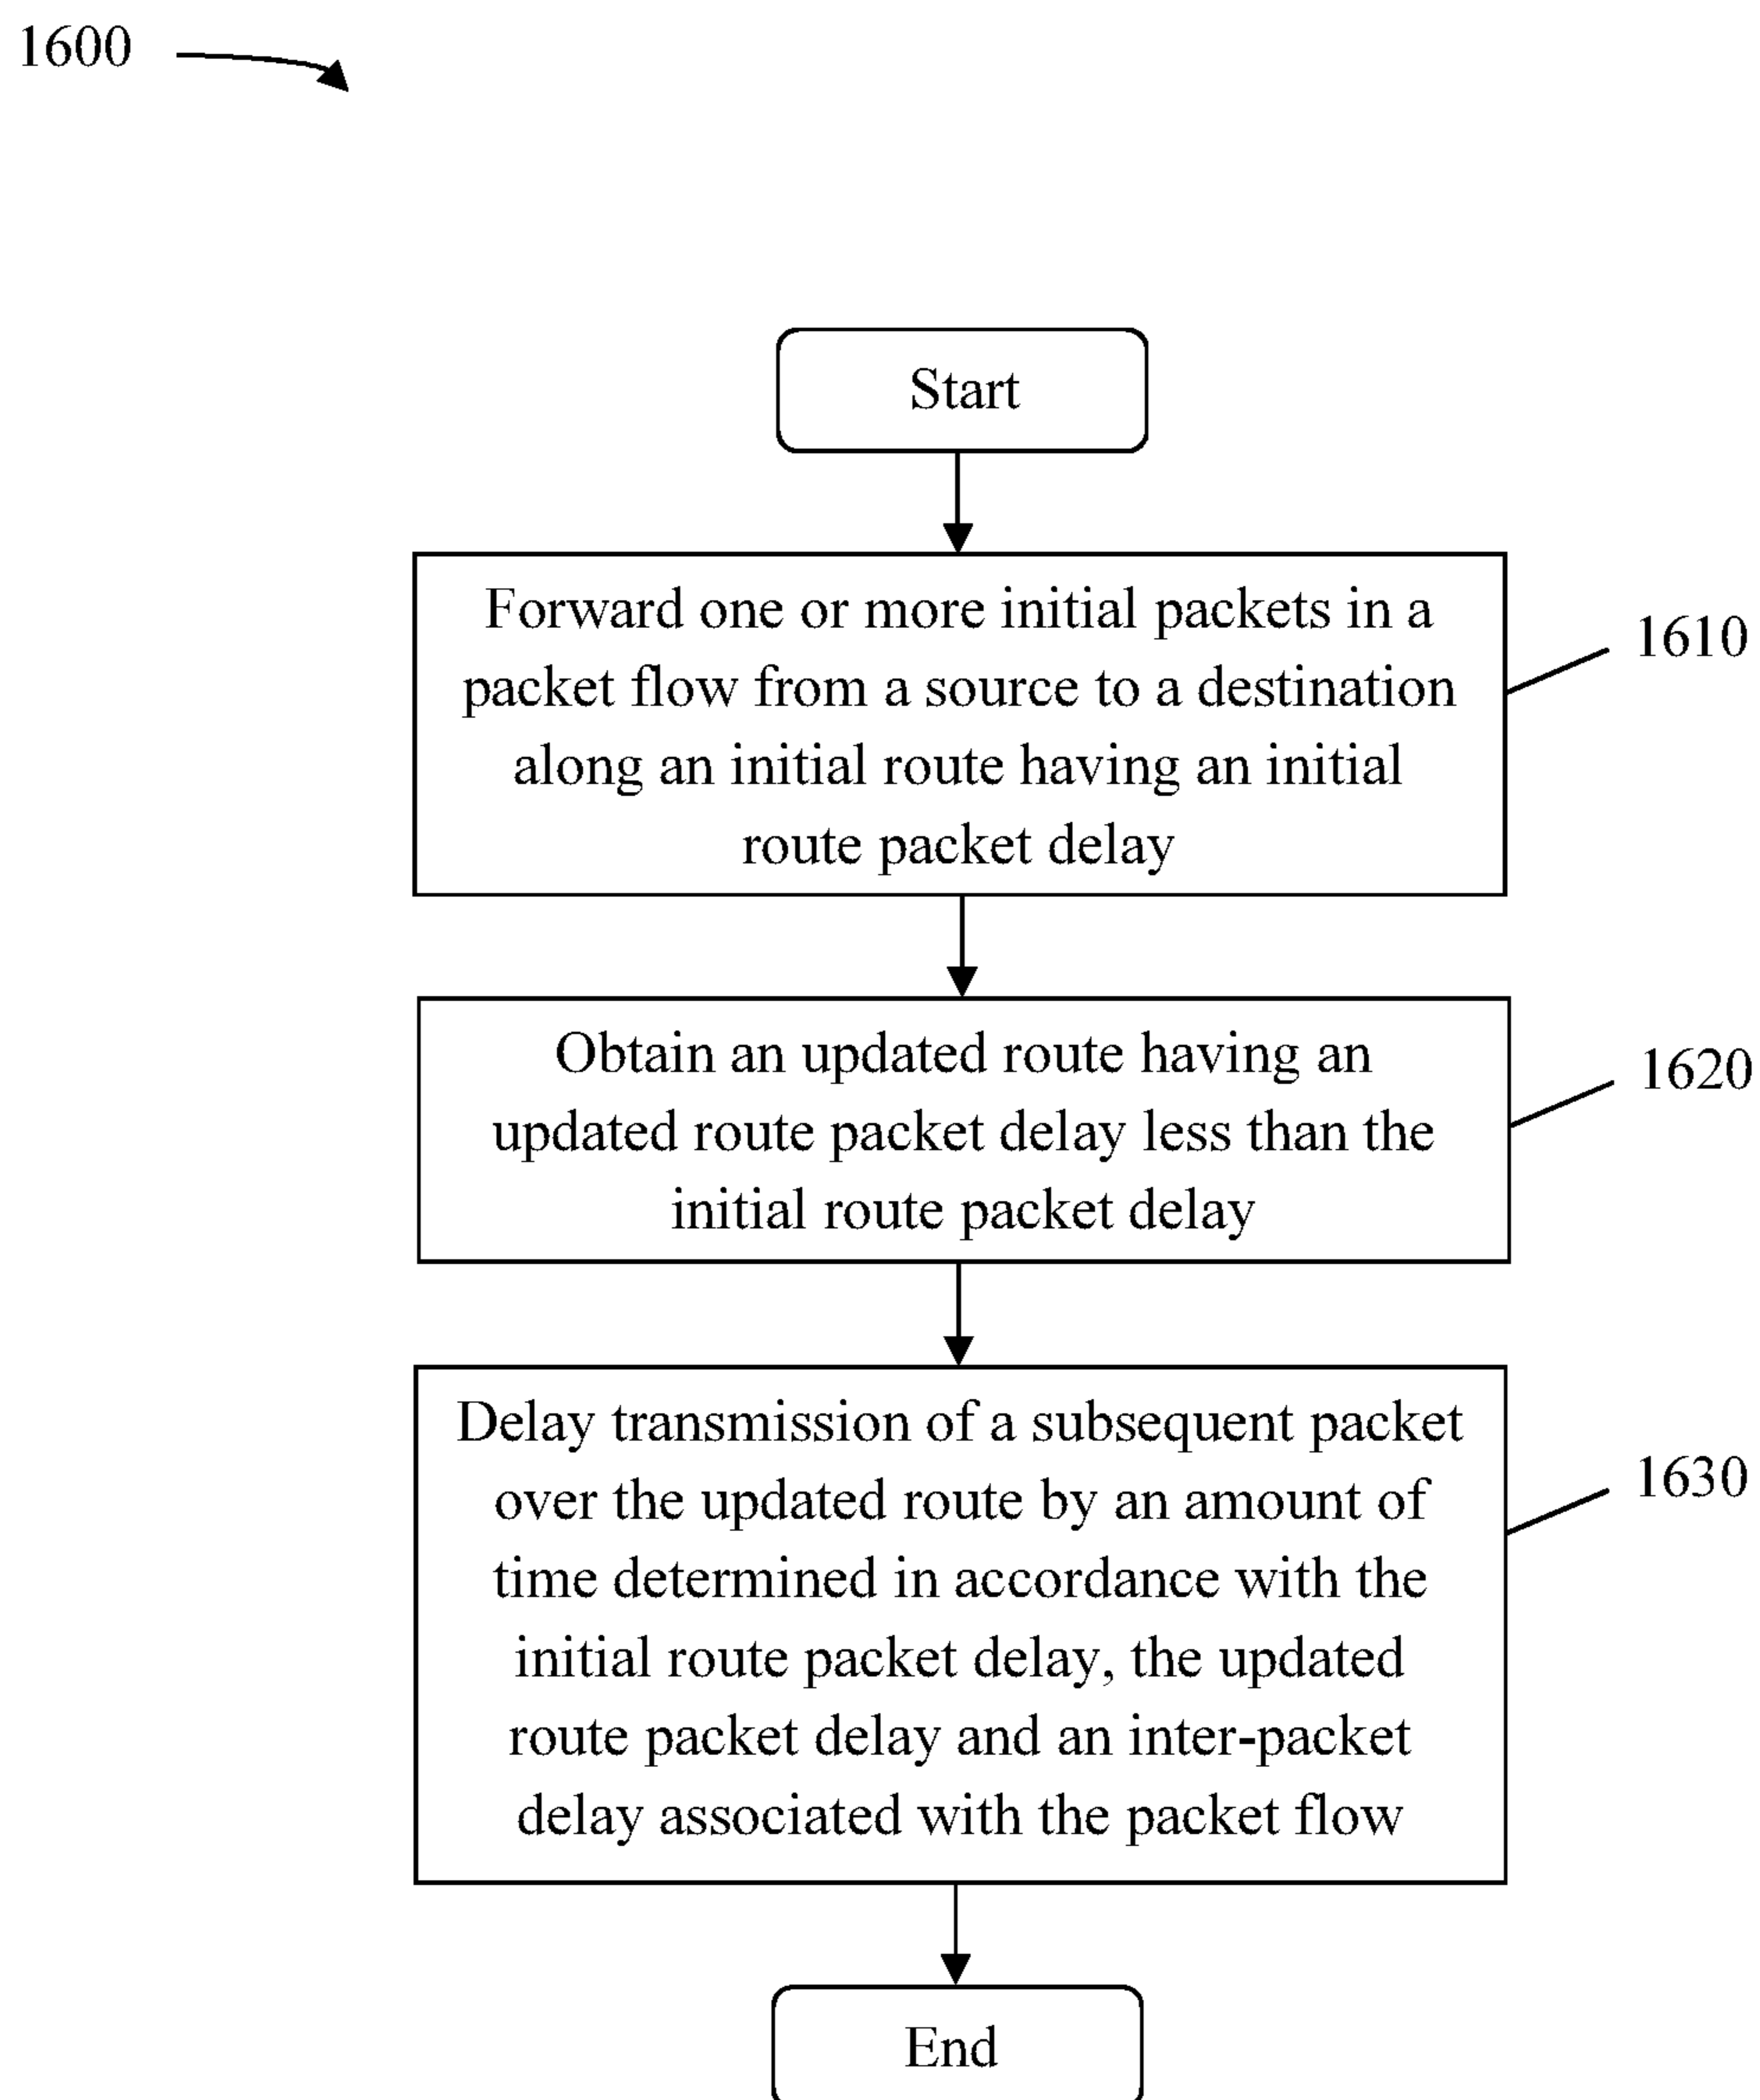 1600
Start
Forward one or more initial packets in a
packet flow from a source to a destination
along an initial route having an initial
route packet delay
1610
Obtain an updated route having an
updated route packet delay less than the
initial route packet delay
1620
Delay transmission of a subsequent packet
over the updated route by an amount of
time determined in accordance with the
initial route packet delay, the updated
route packet delay and an inter-packet
delay associated with the packet flow
1630
End